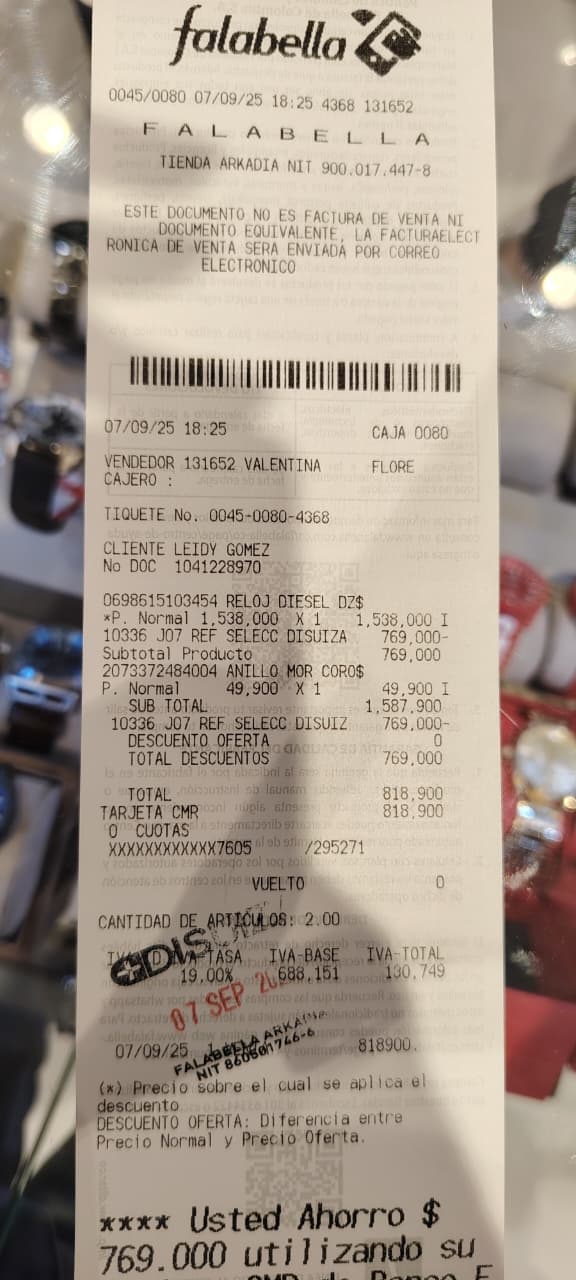 falabella
0045/0080 07/09/25 18:25 4368 131652
F A L A B E L L A
TIENDA ARKADIA NIT 900.017.447-8
ESTE DOCUMENTO NO ES FACTURA DE VENTA NI
DOCUMENTO EQUIVALENTE, LA FACTURAELECT
RONICA DE VENTA SERA ENVIADA POR CORREO
ELECTRONICO
07/09/25 18:25 CAJA 0080
VENDEDOR 131652 VALENTINA FLORE
CAJERO :
TIQUETE No. 0045-0080-4368
CLIENTE LEIDY GOMEZ
No DOC 1041228970
0698615103454 RELOJ DIESEL DZ$
*P. Normal 1,538,000 X 1 1,538,000 I
10336 J07 REF SELECC DISUIZA 769,000-
Subtotal Producto 769,000
2073372484004 ANILLO MOR CORO$
P. Normal 49,900 X 1 49,900 I
SUB TOTAL 1,587,900
10336 J07 REF SELECC DISUIZ 769,000-
DESCUENTO OFERTA 0
TOTAL DESCUENTOS 769,000
TOTAL 818,900
TARJETA CMR 818,900
0 CUOTAS
XXXXXXXXXXXX7605 /295271
VUELTO 0
CANTIDAD DE ARTICULOS: 2.00
IVA-TASA IVA-BASE IVA-TOTAL
19,00% 688,151 130,749
07 SEP
07/09/25 818900.
FALABELLA ARKADIA
NIT 860501746-6
(*) Precio sobre el cual se aplica el
descuento
DESCUENTO OFERTA: Diferencia entre
Precio Normal y Precio Oferta.
**** Usted Ahorro $
769.000 utilizando su